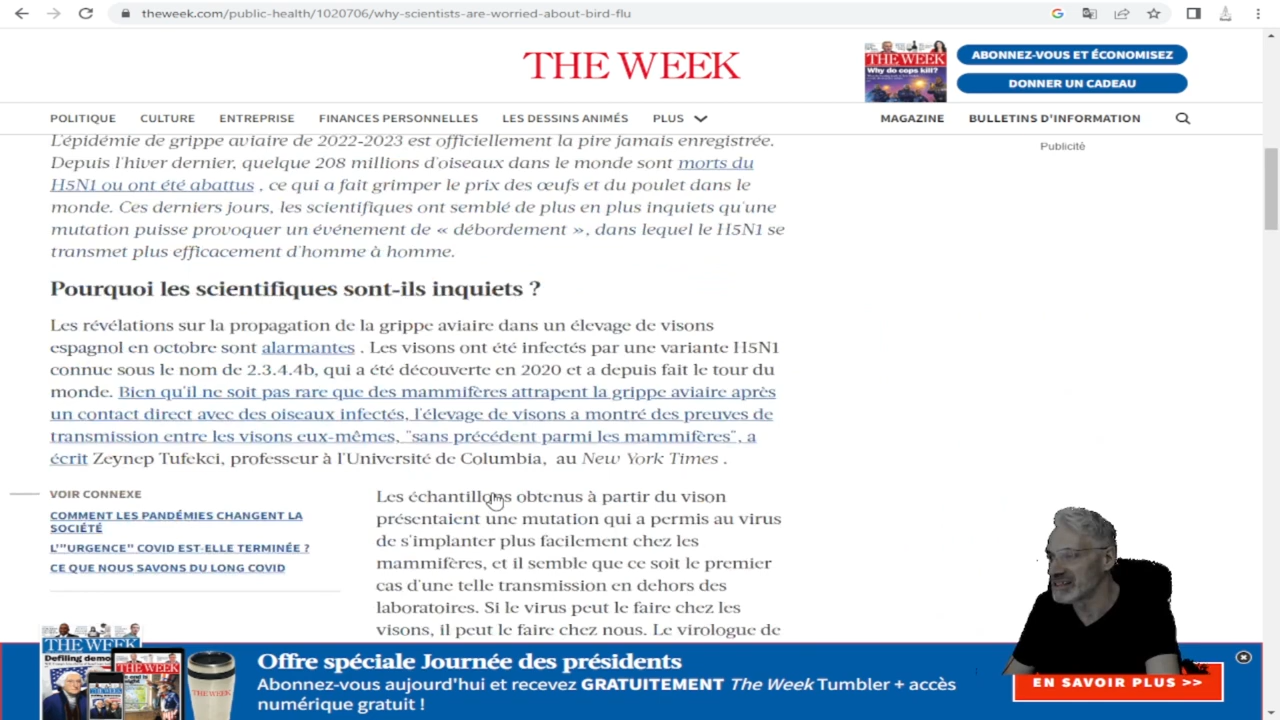 theweek.com/public-health/1020706/why-scientists-are-worried-about-bird-flu
THE WEEK
THE WEEK
Why do cops kill?
ABONNEZ-VOUS ET ÉCONOMISEZ
DONNER UN CADEAU
POLITIQUE CULTURE ENTREPRISE FINANCES PERSONNELLES LES DESSINS ANIMÉS PLUS MAGAZINE BULLETINS D'INFORMATION
L'épidémie de grippe aviaire de 2022-2023 est officiellement la pire jamais enregistrée.
Depuis l'hiver dernier, quelque 208 millions d'oiseaux dans le monde sont morts du
H5N1 ou ont été abattus , ce qui a fait grimper le prix des œufs et du poulet dans le
monde. Ces derniers jours, les scientifiques ont semblé de plus en plus inquiets qu'une
mutation puisse provoquer un événement de « débordement », dans lequel le H5N1 se
transmet plus efficacement d'homme à homme.
Publicité
Pourquoi les scientifiques sont-ils inquiets ?
Les révélations sur la propagation de la grippe aviaire dans un élevage de visons
espagnol en octobre sont alarmantes . Les visons ont été infectés par une variante H5N1
connue sous le nom de 2.3.4.4b, qui a été découverte en 2020 et a depuis fait le tour du
monde. Bien qu'il ne soit pas rare que des mammifères attrapent la grippe aviaire après
un contact direct avec des oiseaux infectés, l'élevage de visons a montré des preuves de
transmission entre les visons eux-mêmes, "sans précédent parmi les mammifères", a
écrit Zeynep Tufekci, professeur à l'Université de Columbia, au New York Times .
VOIR CONNEXE
COMMENT LES PANDÉMIES CHANGENT LA
SOCIÉTÉ
L'"URGENCE" COVID EST-ELLE TERMINÉE ?
CE QUE NOUS SAVONS DU LONG COVID
Les échantillons obtenus à partir du vison
présentaient une mutation qui a permis au virus
de s'implanter plus facilement chez les
mammifères, et il semble que ce soit le premier
cas d'une telle transmission en dehors des
laboratoires. Si le virus peut le faire chez les
visons, il peut le faire chez nous. Le virologue de
THE WEEK
THE WEEK
THE WEEK
Offre spéciale Journée des présidents
Abonnez-vous aujourd'hui et recevez GRATUITEMENT The Week Tumbler + accès
numérique gratuit !
EN SAVOIR PLUS >>